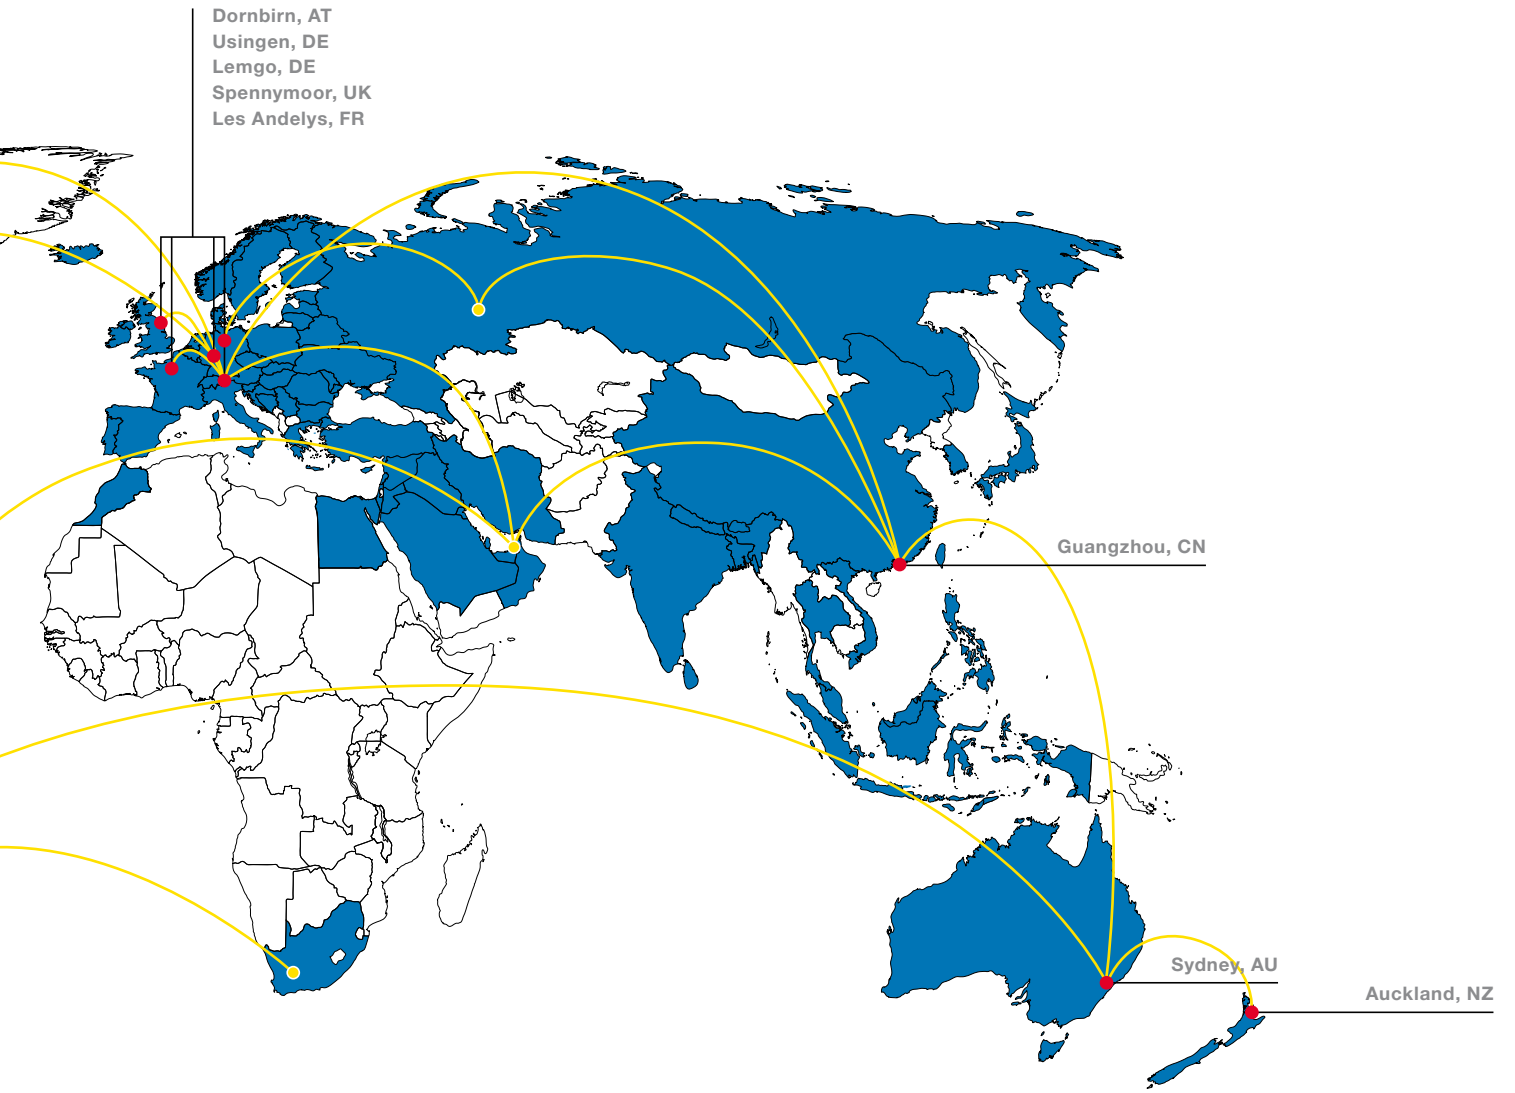 Dornbirn, AT
Usingen, DE
Lemgo, DE
Spennymoor, UK
Les Andelys, FR
Guangzhou, CN
Sydney, AU
Auckland, NZ